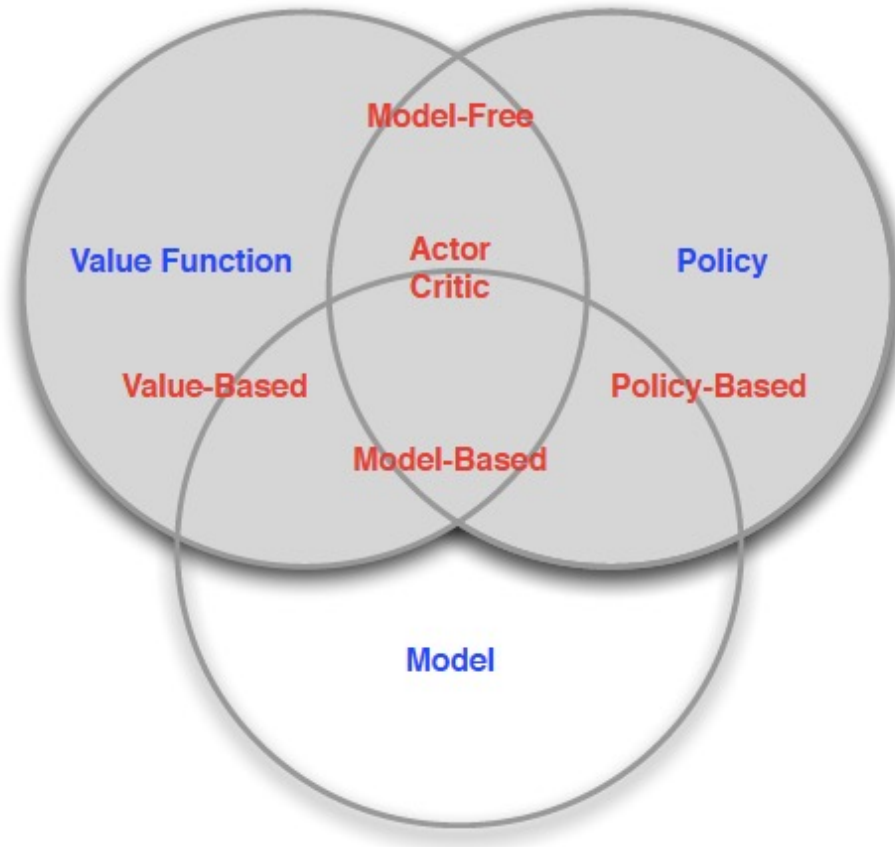 Model-Free
Value Function
Actor
Critic
Policy
Value-Based
Policy-Based
Model-Based
Model